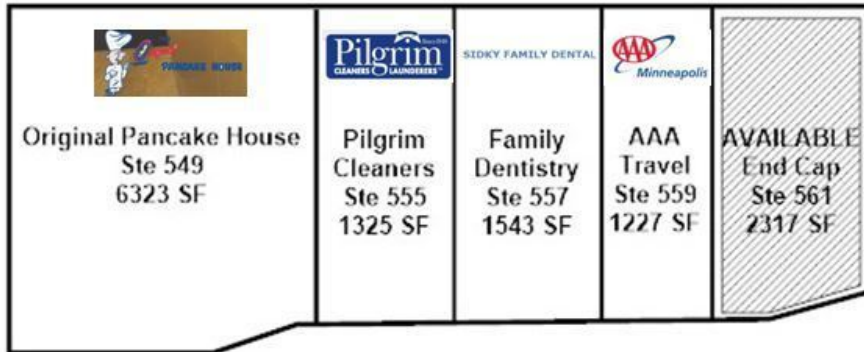 PANCAKE HOUSE
Original Pancake House
Ste 549
6323 SF
Pilgrim
Since 1940
CLEANERS LAUNDERERS
Pilgrim
Cleaners
Ste 555
1325 SF
SIDKY FAMILY DENTAL
Family
Dentistry
Ste 557
1543 SF
AAA
Minneapolis
AAA
Travel
Ste 559
1227 SF
AVAILABLE
End Cap
Ste 561
2317 SF